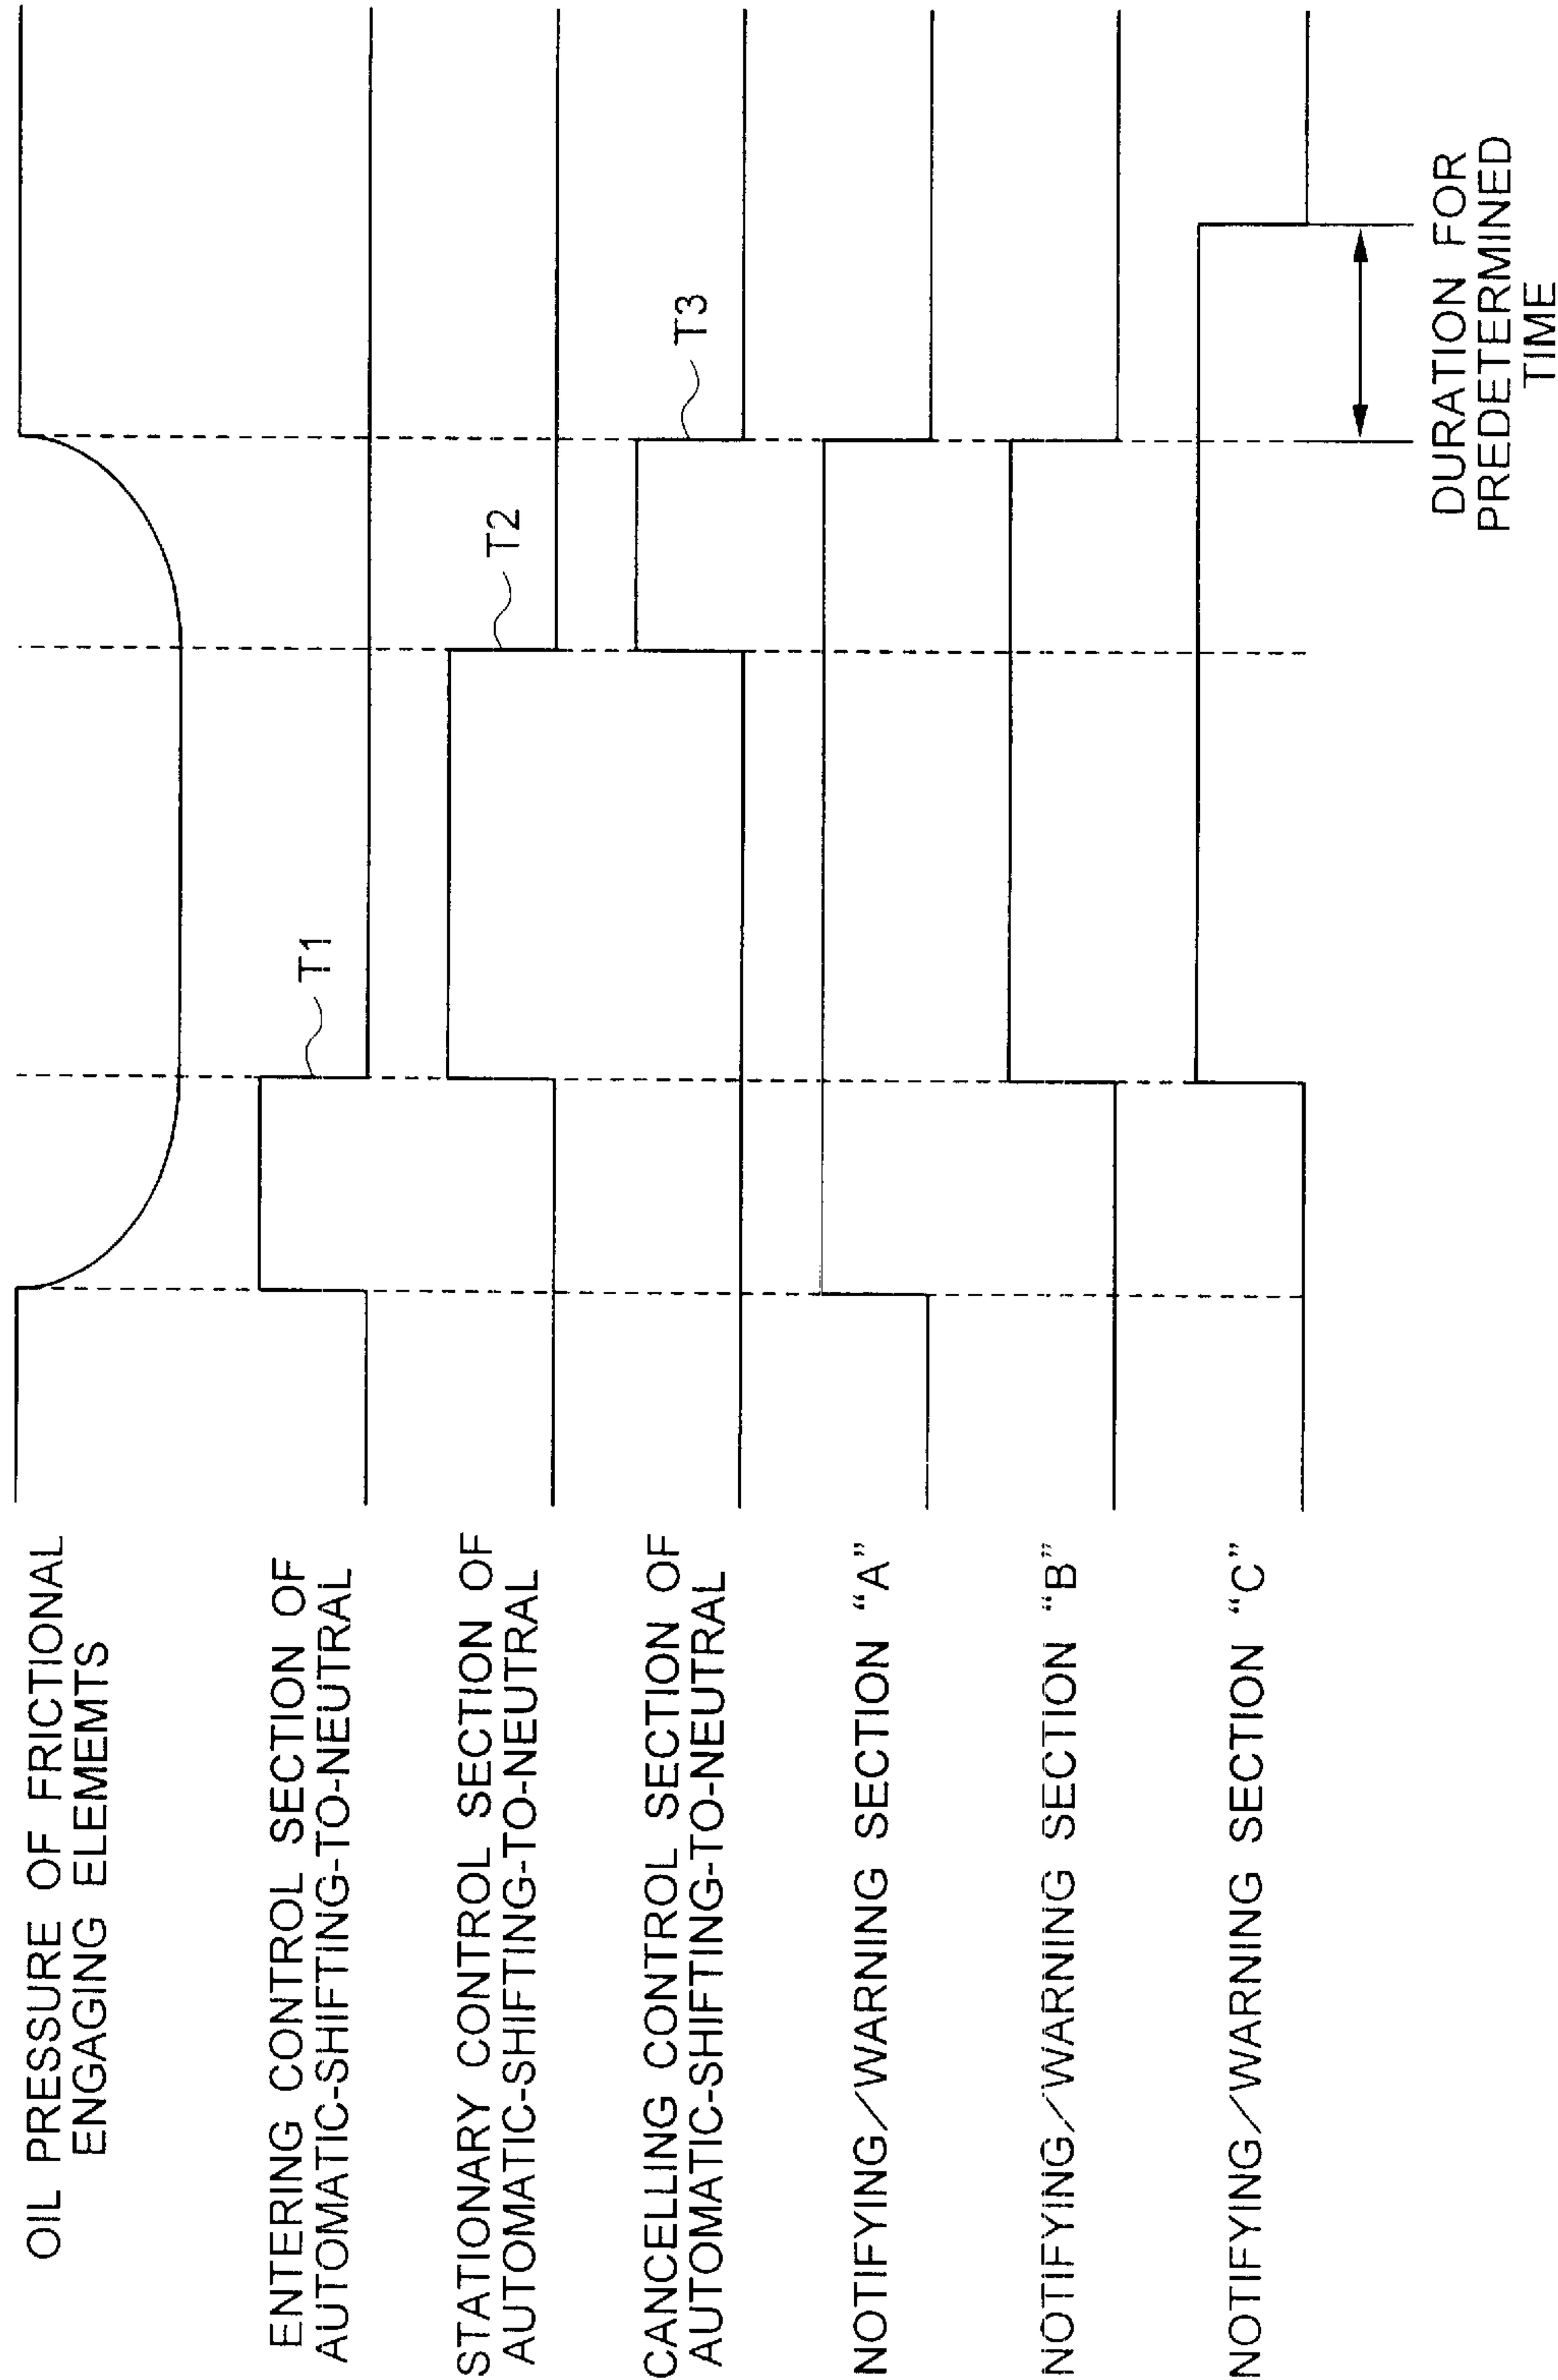 OIL PRESSURE OF FRICTIONAL
ENGAGING ELEMEMTS
ENTERING CONTROL SECTION OF
AUTOMATIC-SHIFTING-TO-NEUTRAL
T1
STATIONARY CONTROL SECTION OF
AUTOMATIC-SHIFTING-TO-NEUTRAL
T2
CANCELLING CONTROL SECTION OF
AUTOMATIC-SHIFTING-TO-NEUTRAL
T3
NOTIFYING/WARNING SECTION “A”
NOTIFYING/WARNING SECTION “B”
NOTIFYING/WARNING SECTION “C”
DURATION FOR
PREDETERMINED
TIME